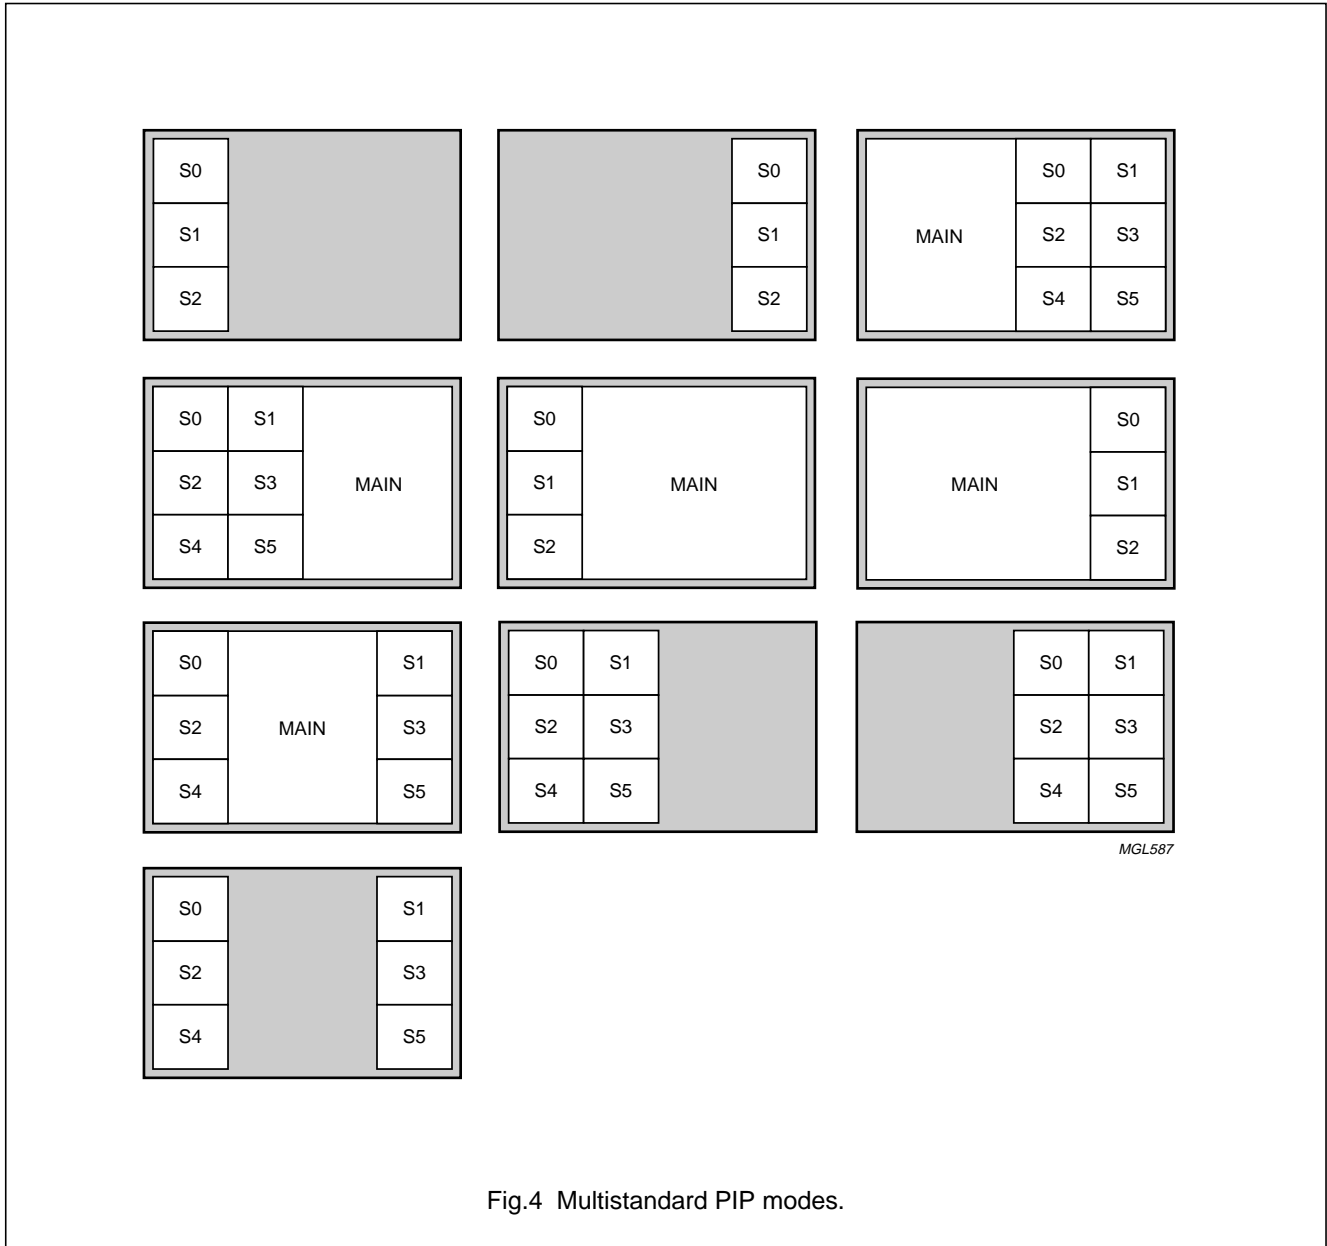 S0 S0 S0 S1
S1 S1 MAIN S2 S3
S2 S2 S4 S5
S0 S1 S0 S0
S2 S3 MAIN S1 MAIN MAIN S1
S4 S5 S2 S2
S0 S1 S0 S1 S0 S1
S2 MAIN S3 S2 S3 S2 S3
S4 S5 S4 S5 S4 S5
MGL587
S0 S1
S2 S3
S4 S5
Fig.4 Multistandard PIP modes.